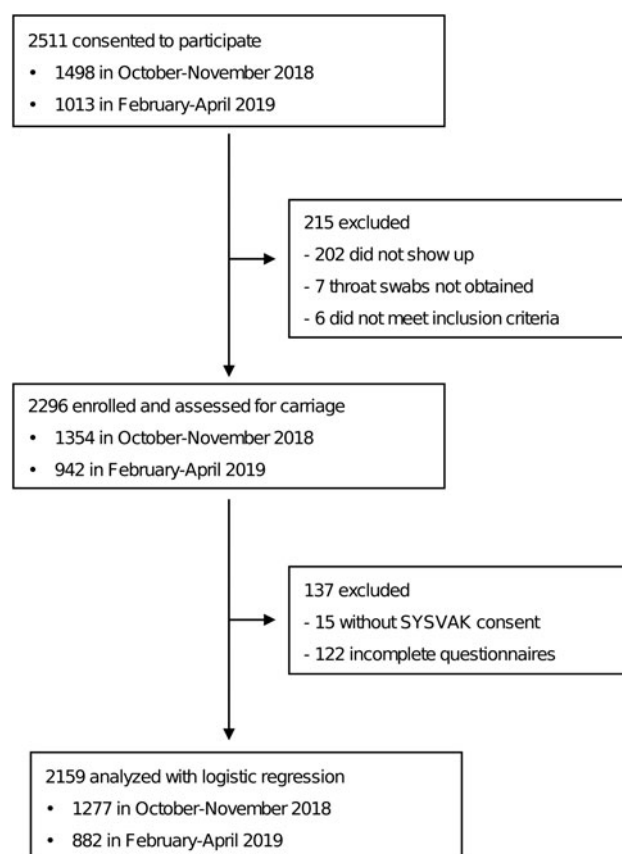 2511 consented to participate
• 1498 in October-November 2018
• 1013 in February-April 2019
215 excluded
- 202 did not show up
- 7 throat swabs not obtained
- 6 did not meet inclusion criteria
2296 enrolled and assessed for carriage
• 1354 in October-November 2018
• 942 in February-April 2019
137 excluded
- 15 without SYSVAK consent
- 122 incomplete questionnaires
2159 analyzed with logistic regression
• 1277 in October-November 2018
• 882 in February-April 2019